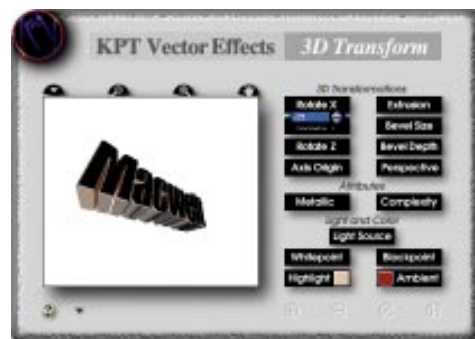 KPT Vector Effects 3D Transform
3D Transformations
Rotate X Extrusion
Bevel Size
Rotate Z Bevel Depth
Axis Origin Perspective
Attributes
Metallic Complexity
Light and Color
Light Source
Whitepoint Blackpoint
Highlight Ambient